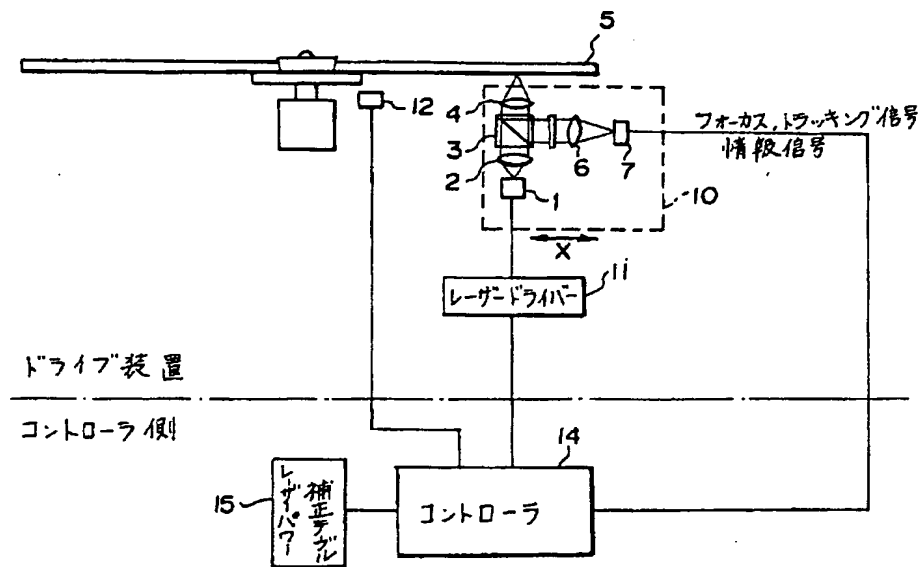 5
12
4
3
2
6
7
1
フォーカス,トラッキング信号
情報信号
10
X
レーザードライバー
11
ドライブ装置
コントローラ側
14
15
レーザイパワー
補正テヴル
コントローラ